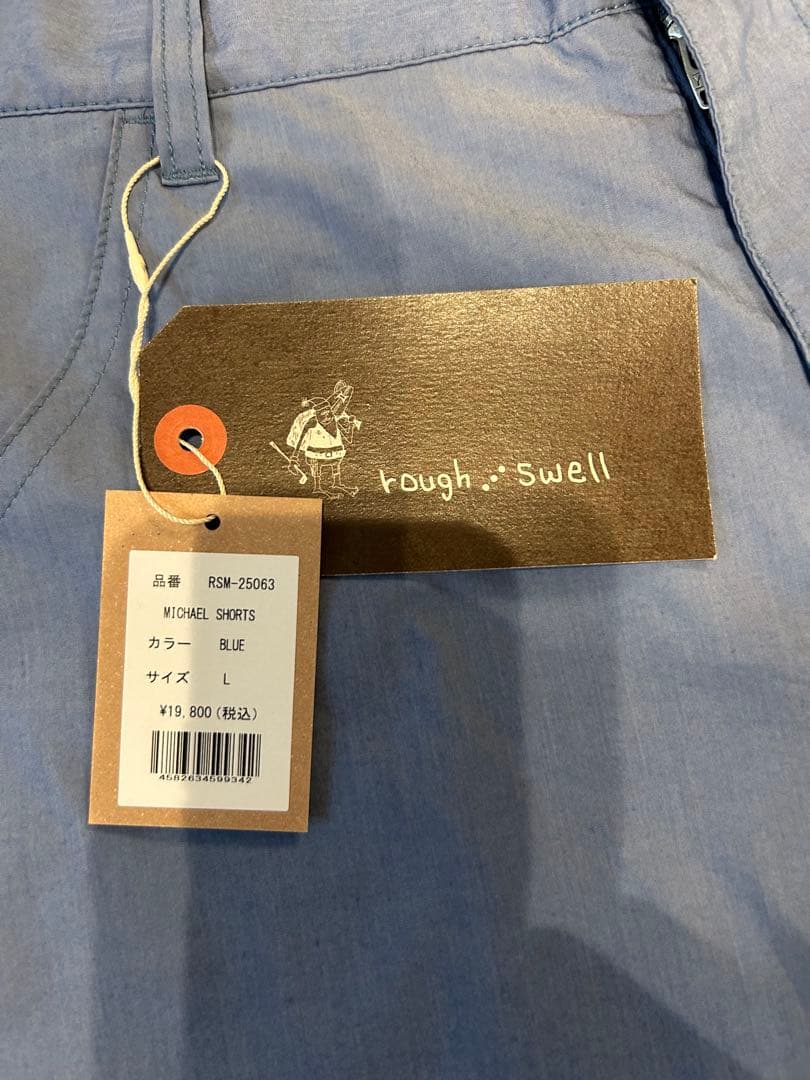 rough swell
品番 RSM-25063
MICHAEL SHORTS
カラー BLUE
サイズ L
¥19,800(税込)
4582634599342